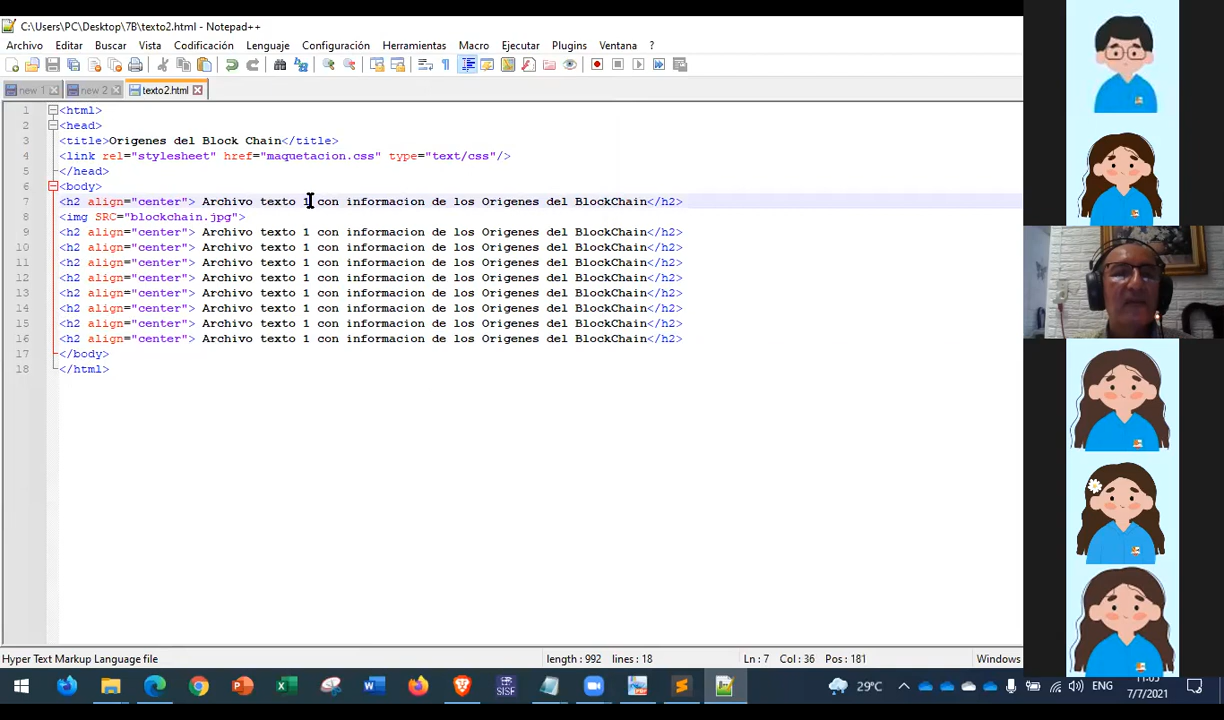 C:\Users\PC\Desktop\7B\texto2.html - Notepad++
Archivo Editar Buscar Vista Codificación Lenguaje Configuración Herramientas Macro Ejecutar Plugins Ventana ?
new 1 new 2 texto2.html
1 <html>
2 <head>
3 <title>Origenes del Block Chain</title>
4 <link rel="stylesheet" href="maquetacion.css" type="text/css"/>
5 </head>
6 <body>
7 <h2 align="center"> Archivo texto 1 con informacion de los Origenes del BlockChain</h2>
8 <img SRC="blockchain.jpg">
9 <h2 align="center"> Archivo texto 1 con informacion de los Origenes del BlockChain</h2>
10 <h2 align="center"> Archivo texto 1 con informacion de los Origenes del BlockChain</h2>
11 <h2 align="center"> Archivo texto 1 con informacion de los Origenes del BlockChain</h2>
12 <h2 align="center"> Archivo texto 1 con informacion de los Origenes del BlockChain</h2>
13 <h2 align="center"> Archivo texto 1 con informacion de los Origenes del BlockChain</h2>
14 <h2 align="center"> Archivo texto 1 con informacion de los Origenes del BlockChain</h2>
15 <h2 align="center"> Archivo texto 1 con informacion de los Origenes del BlockChain</h2>
16 <h2 align="center"> Archivo texto 1 con informacion de los Origenes del BlockChain</h2>
17 </body>
18 </html>
Hyper Text Markup Language file length : 992 lines : 18 Ln : 7 Col : 36 Pos : 181 Windows
SISF 29°C ENG 11:05
7/7/2021